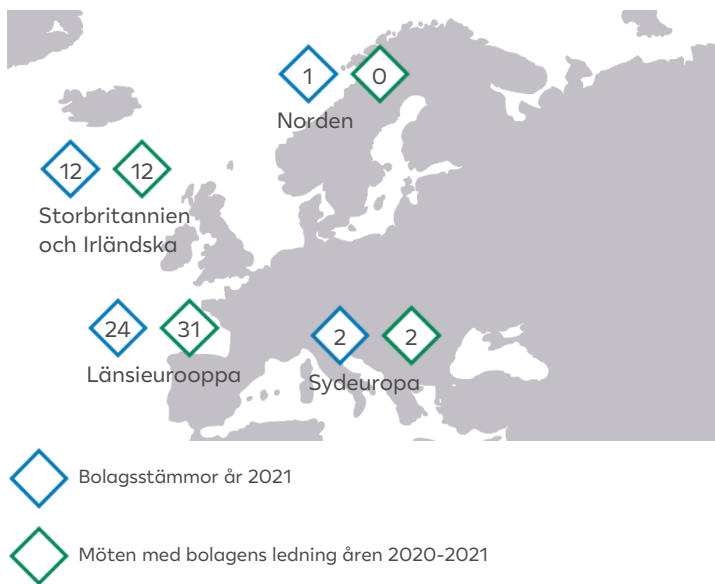 1 0
Norden
12 12
Storbritannien
och Irländska
24 31
Länsieurooppa
2 2
Sydeuropa
Bolagsstämmor år 2021
Möten med bolagens ledning åren 2020-2021